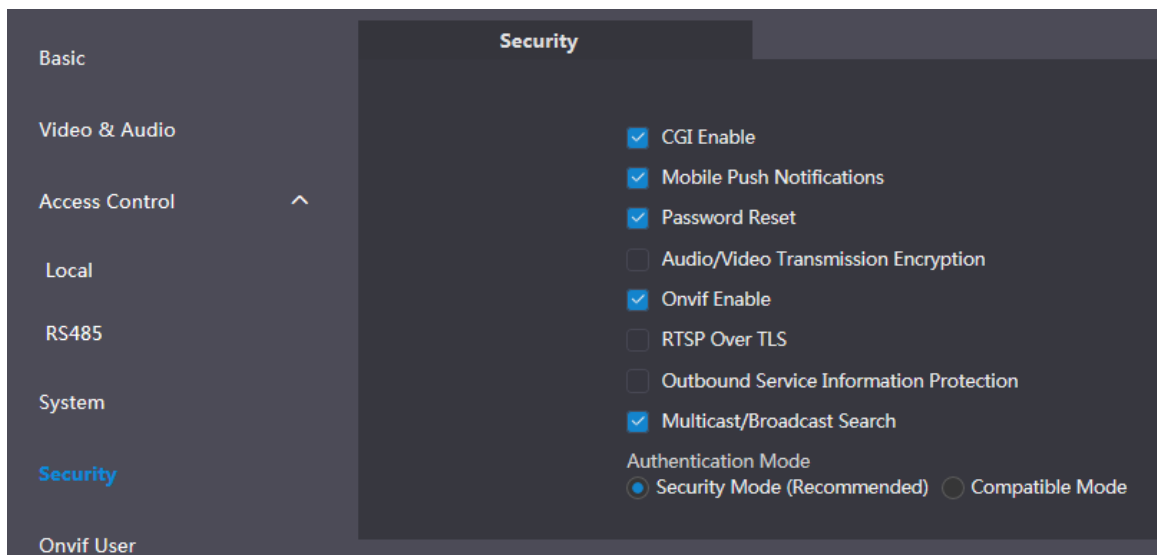 Basic
Video & Audio
Access Control
Local
RS485
System
Security
Onvif User
Security
CGI Enable
Mobile Push Notifications
Password Reset
Audio/Video Transmission Encryption
Onvif Enable
RTSP Over TLS
Outbound Service Information Protection
Multicast/Broadcast Search
Authentication Mode
Security Mode (Recommended) Compatible Mode